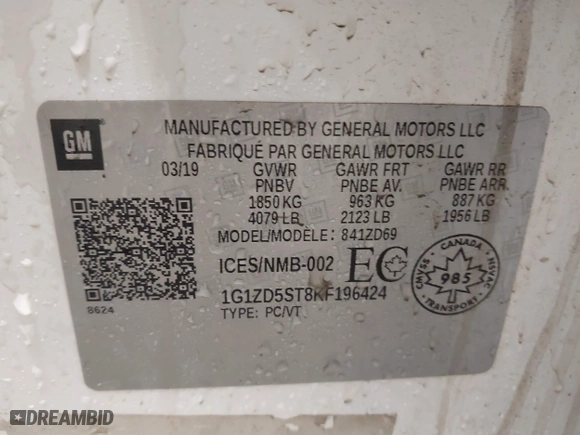 GM
MANUFACTURED BY GENERAL MOTORS LLC
FABRIQUÉ PAR GENERAL MOTORS LLC
03/19 GVWR GAWR FRT GAWR RR
PNBV PNBE AV. PNBE ARR.
1850 KG 963 KG 887 KG
4079 LB 2123 LB 1956 LB
MODEL/MODÈLE: 841ZD69
ICES/NMB-002 EC
CANADA
CMVSS 985 NSVAC
TRANSPORT
1G1ZD5ST8KF196424
8624 TYPE: PC/VT
DREAMBID